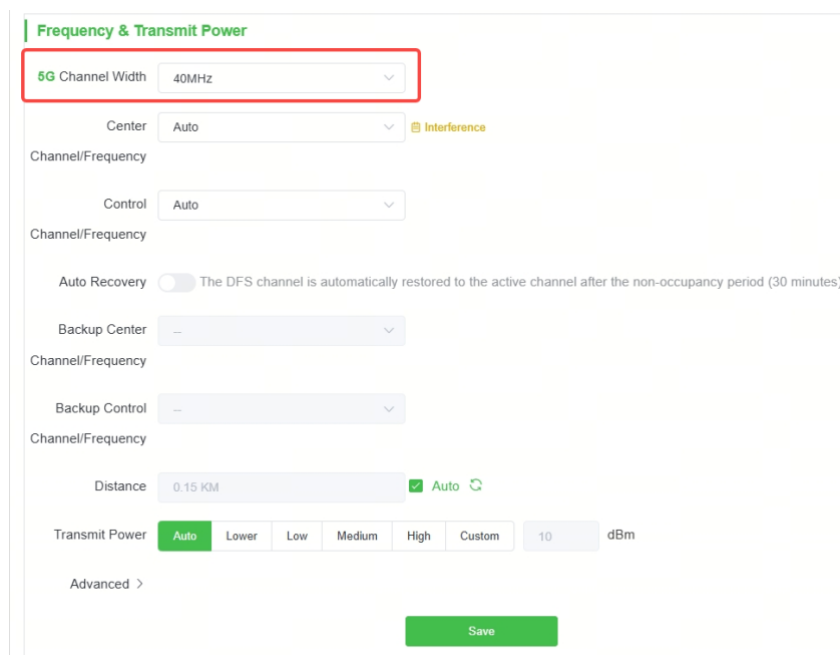 Frequency & Transmit Power
5G Channel Width 40MHz
Center Auto Interference
Channel/Frequency
Control Auto
Channel/Frequency
Auto Recovery The DFS channel is automatically restored to the active channel after the non-occupancy period (30 minutes)
Backup Center --
Channel/Frequency
Backup Control --
Channel/Frequency
Distance 0.15 KM Auto
Transmit Power Auto Lower Low Medium High Custom 10 dBm
Advanced >
Save